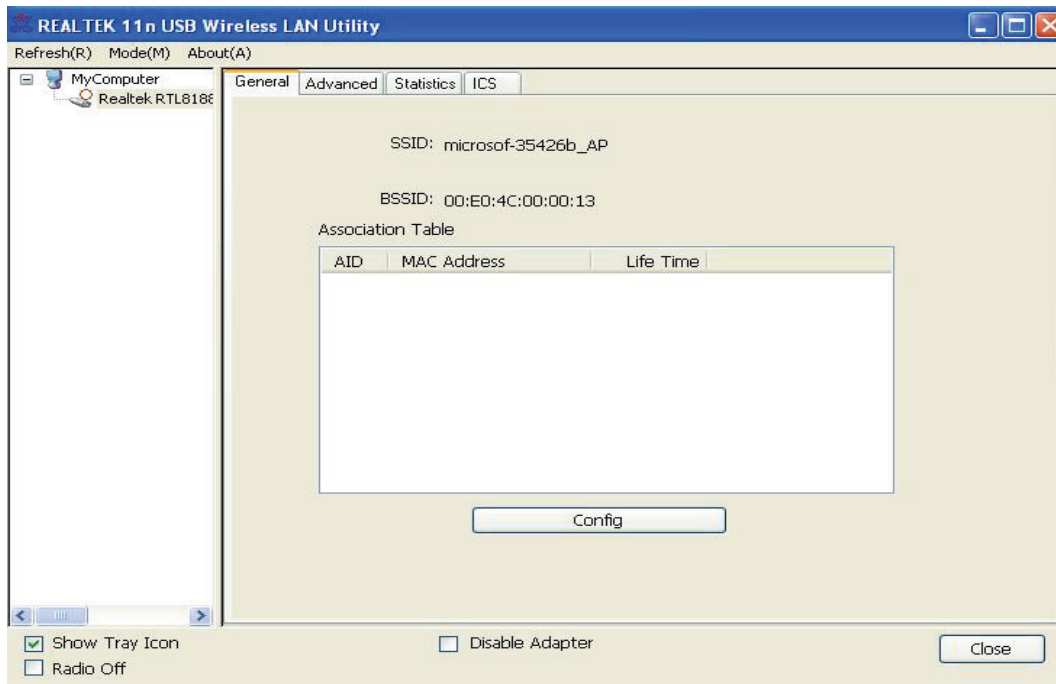 REALTEK 11n USB Wireless LAN Utility
Refresh(R) Mode(M) About(A)
MyComputer
Realtek RTL8188
General Advanced Statistics ICS
SSID: microsof-35426b_AP
BSSID: 00:E0:4C:00:00:13
Association Table
AID MAC Address Life Time
Config
Show Tray Icon
Disable Adapter
Close
Radio Off